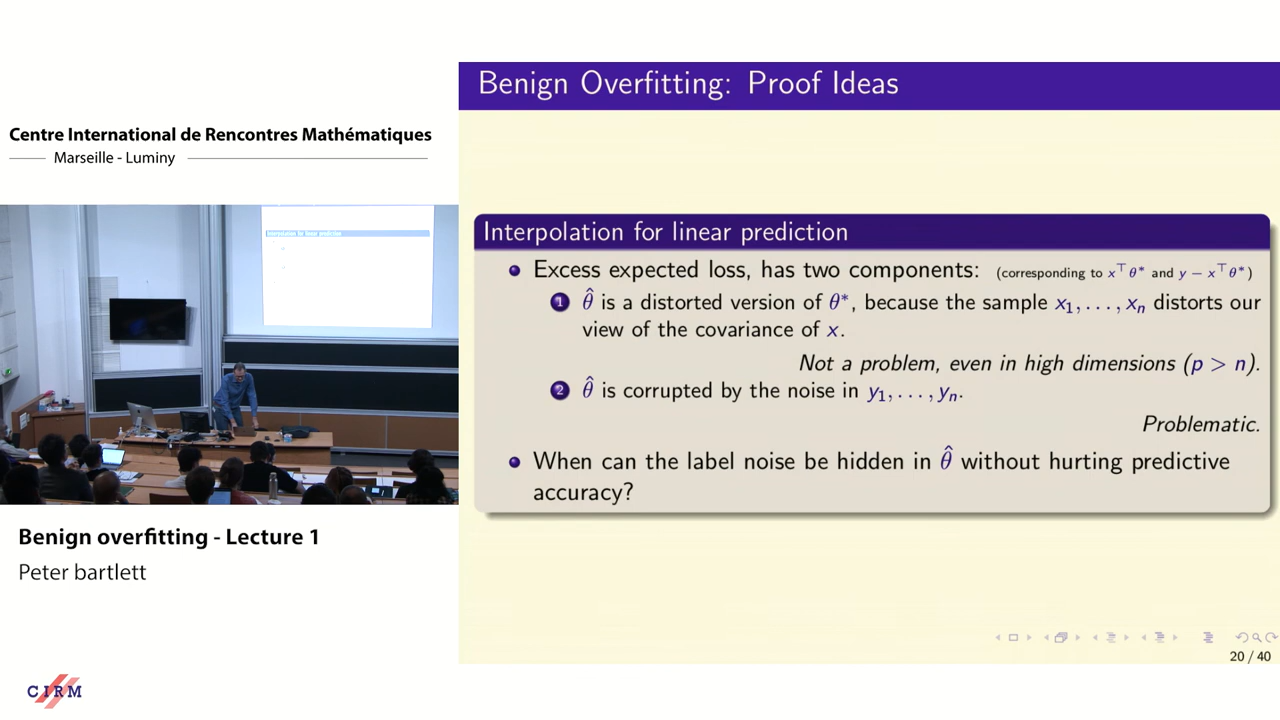 Centre International de Rencontres Mathématiques
Marseille - Luminy
Interpolation for linear prediction
Benign overfitting - Lecture 1
Peter bartlett
CIRM
Benign Overfitting: Proof Ideas
Interpolation for linear prediction
• Excess expected loss, has two components: (corresponding to x⊤θ* and y − x⊤θ*)
1 θ̂ is a distorted version of θ*, because the sample x₁, . . . , xₙ distorts our
view of the covariance of x.
Not a problem, even in high dimensions (p > n).
2 θ̂ is corrupted by the noise in y₁, . . . , yₙ.
Problematic.
• When can the label noise be hidden in θ̂ without hurting predictive
accuracy?
20 / 40